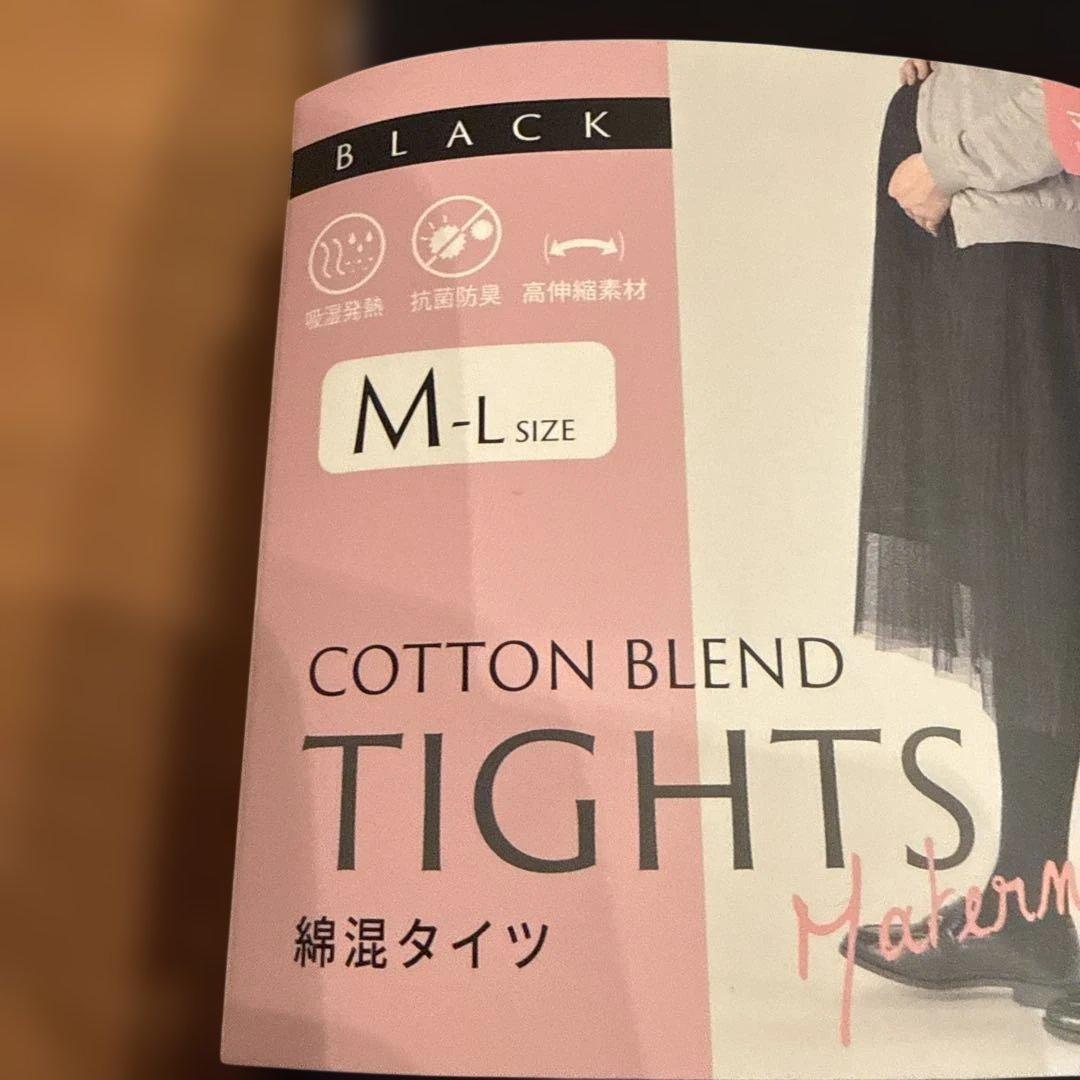 BLACK
吸湿発熱
抗菌防臭
高伸縮素材
M-L SIZE
COTTON BLEND
TIGHTS
Matern
綿混タイツ